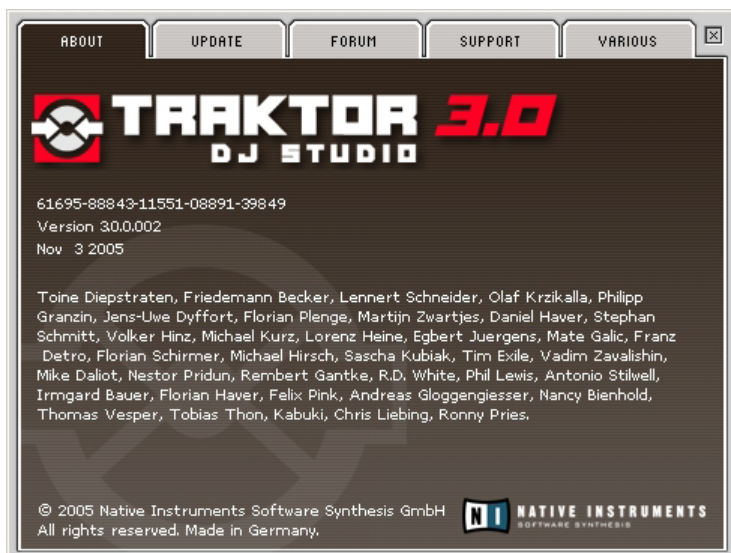 ABOUT UPDATE FORUM SUPPORT VARIOUS
TRAKTOR 3.0
DJ STUDIO
61695-88843-11551-08891-39849
Version 3.0.0.002
Nov 3 2005
Toine Diepstraten, Friedemann Becker, Lennert Schneider, Olaf Krzikalla, Philipp
Granzin, Jens-Uwe Dyffort, Florian Plenge, Martijn Zwartjes, Daniel Haver, Stephan
Schmitt, Volker Hinz, Michael Kurz, Lorenz Heine, Egbert Juergens, Mate Galic, Franz
Detro, Florian Schirmer, Michael Hirsch, Sascha Kubiak, Tim Exile, Vadim Zavalishin,
Mike Daliot, Nestor Pridun, Rembert Gantke, R.D. White, Phil Lewis, Antonio Stilwell,
Irmgard Bauer, Florian Haver, Felix Pink, Andreas Gloggengiesser, Nancy Bienhold,
Thomas Vesper, Tobias Thon, Kabuki, Chris Liebing, Ronny Pries.
© 2005 Native Instruments Software Synthesis GmbH
All rights reserved. Made in Germany.
NI NATIVE INSTRUMENTS
SOFTWARE SYNTHESIS